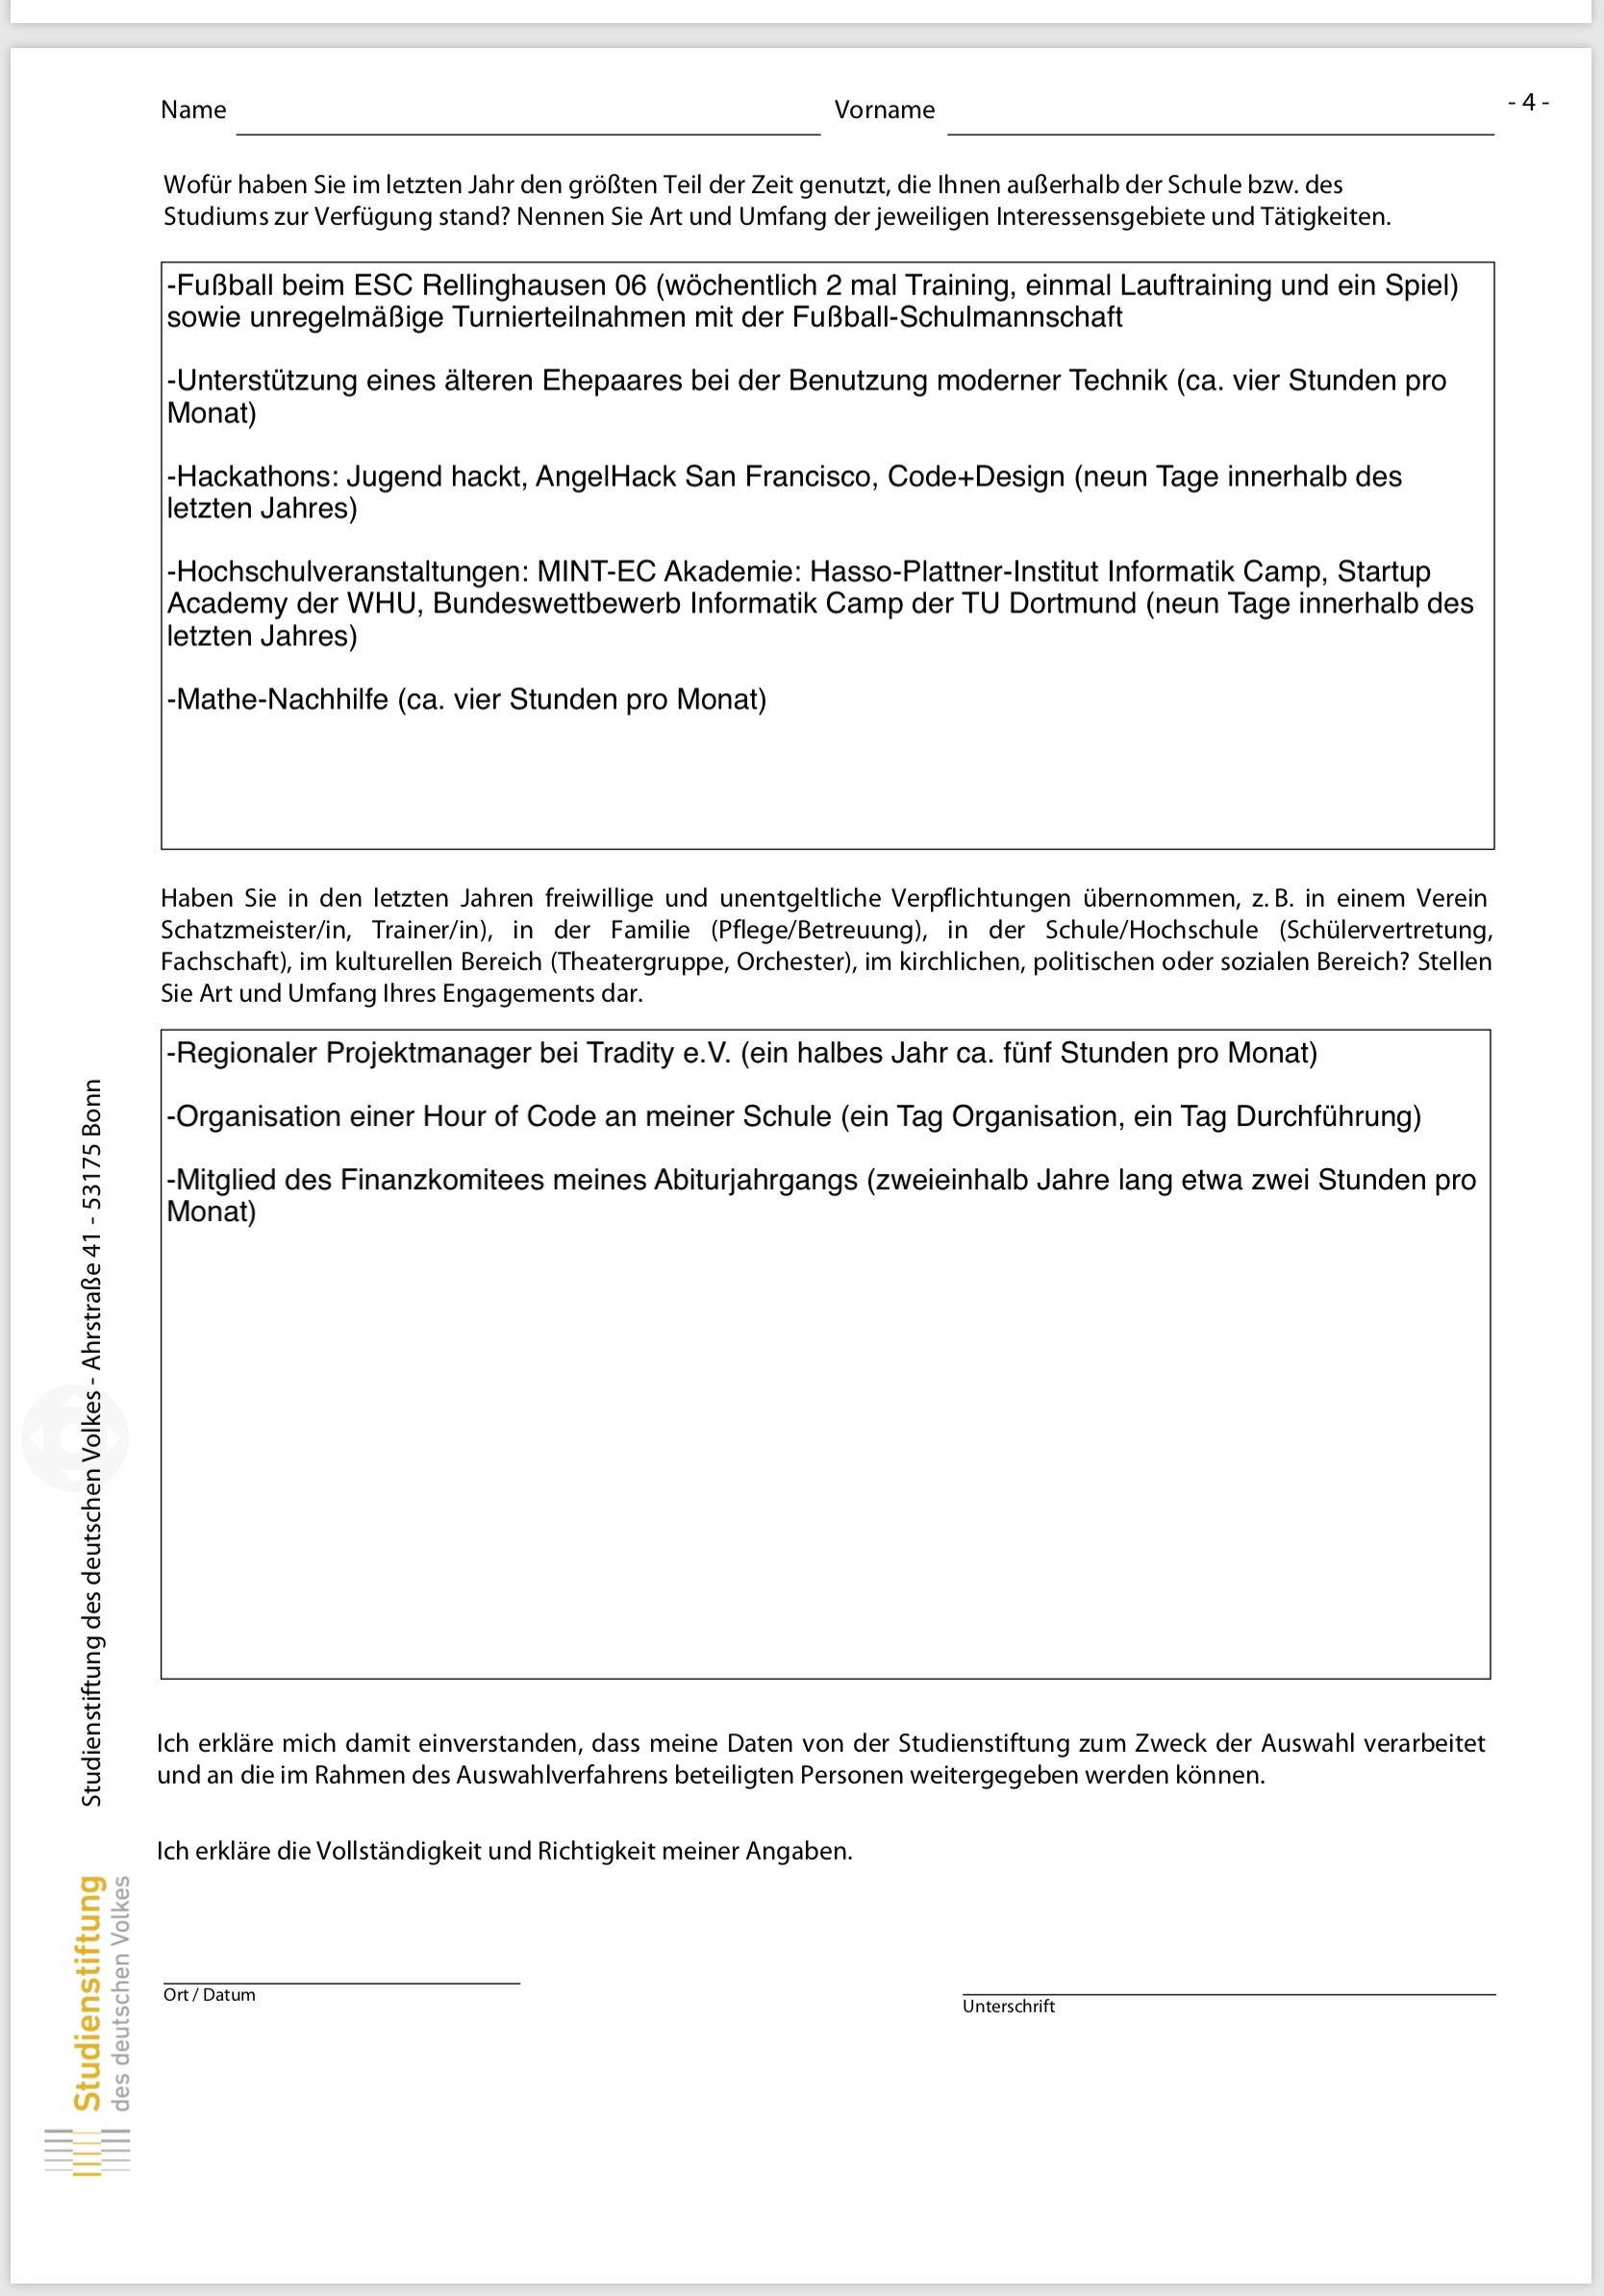 Name
Vorname
- 4 -
Wofür haben Sie im letzten Jahr den größten Teil der Zeit genutzt, die Ihnen außerhalb der Schule bzw. des
Studiums zur Verfügung stand? Nennen Sie Art und Umfang der jeweiligen Interessensgebiete und Tätigkeiten.
-Fußball beim ESC Rellinghausen 06 (wöchentlich 2 mal Training, einmal Lauftraining und ein Spiel)
sowie unregelmäßige Turnierteilnahmen mit der Fußball-Schulmannschaft
-Unterstützung eines älteren Ehepaares bei der Benutzung moderner Technik (ca. vier Stunden pro
Monat)
-Hackathons: Jugend hackt, AngelHack San Francisco, Code+Design (neun Tage innerhalb des
letzten Jahres)
-Hochschulveranstaltungen: MINT-EC Akademie: Hasso-Plattner-Institut Informatik Camp, Startup
Academy der WHU, Bundeswettbewerb Informatik Camp der TU Dortmund (neun Tage innerhalb des
letzten Jahres)
-Mathe-Nachhilfe (ca. vier Stunden pro Monat)
Haben Sie in den letzten Jahren freiwillige und unentgeltliche Verpflichtungen übernommen, z. B. in einem Verein
Schatzmeister/in, Trainer/in), in der Familie (Pflege/Betreuung), in der Schule/Hochschule (Schülervertretung,
Fachschaft), im kulturellen Bereich (Theatergruppe, Orchester), im kirchlichen, politischen oder sozialen Bereich? Stellen
Sie Art und Umfang Ihres Engagements dar.
-Regionaler Projektmanager bei Tradity e.V. (ein halbes Jahr ca. fünf Stunden pro Monat)
-Organisation einer Hour of Code an meiner Schule (ein Tag Organisation, ein Tag Durchführung)
-Mitglied des Finanzkomitees meines Abiturjahrgangs (zweieinhalb Jahre lang etwa zwei Stunden pro
Monat)
Ich erkläre mich damit einverstanden, dass meine Daten von der Studienstiftung zum Zweck der Auswahl verarbeitet
und an die im Rahmen des Auswahlverfahrens beteiligten Personen weitergegeben werden können.
Ich erkläre die Vollständigkeit und Richtigkeit meiner Angaben.
Ort / Datum
Unterschrift
Studienstiftung des deutschen Volkes - Ahrstraße 41 - 53175 Bonn
Studienstiftung
des deutschen Volkes